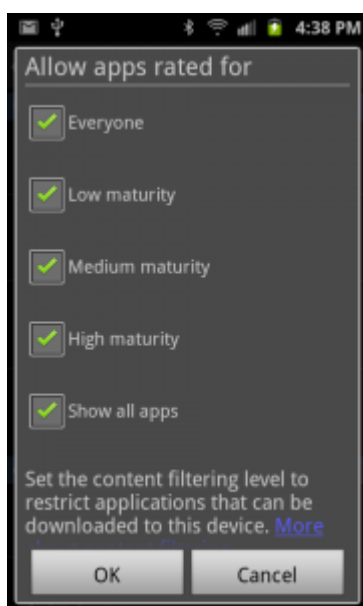 4:38 PM
Allow apps rated for
Everyone
Low maturity
Medium maturity
High maturity
Show all apps
Set the content filtering level to
restrict applications that can be
downloaded to this device. More
OK
Cancel